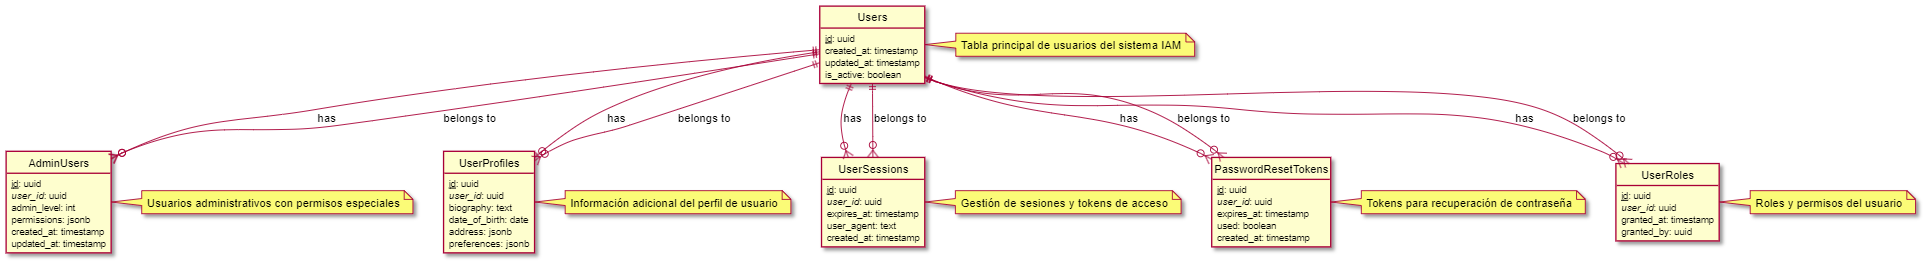 Users
id: uuid
created_at: timestamp
updated_at: timestamp
is_active: boolean
Tabla principal de usuarios del sistema IAM
has
belongs to
has
belongs to
has
belongs to
has
belongs to
has
belongs to
AdminUsers
id: uuid
user_id: uuid
admin_level: int
permissions: jsonb
created_at: timestamp
updated_at: timestamp
Usuarios administrativos con permisos especiales
UserProfiles
id: uuid
user_id: uuid
biography: text
date_of_birth: date
address: jsonb
preferences: jsonb
Información adicional del perfil de usuario
UserSessions
id: uuid
user_id: uuid
expires_at: timestamp
user_agent: text
created_at: timestamp
Gestión de sesiones y tokens de acceso
PasswordResetTokens
id: uuid
user_id: uuid
expires_at: timestamp
used: boolean
created_at: timestamp
Tokens para recuperación de contraseña
UserRoles
id: uuid
user_id: uuid
granted_at: timestamp
granted_by: uuid
Roles y permisos del usuario